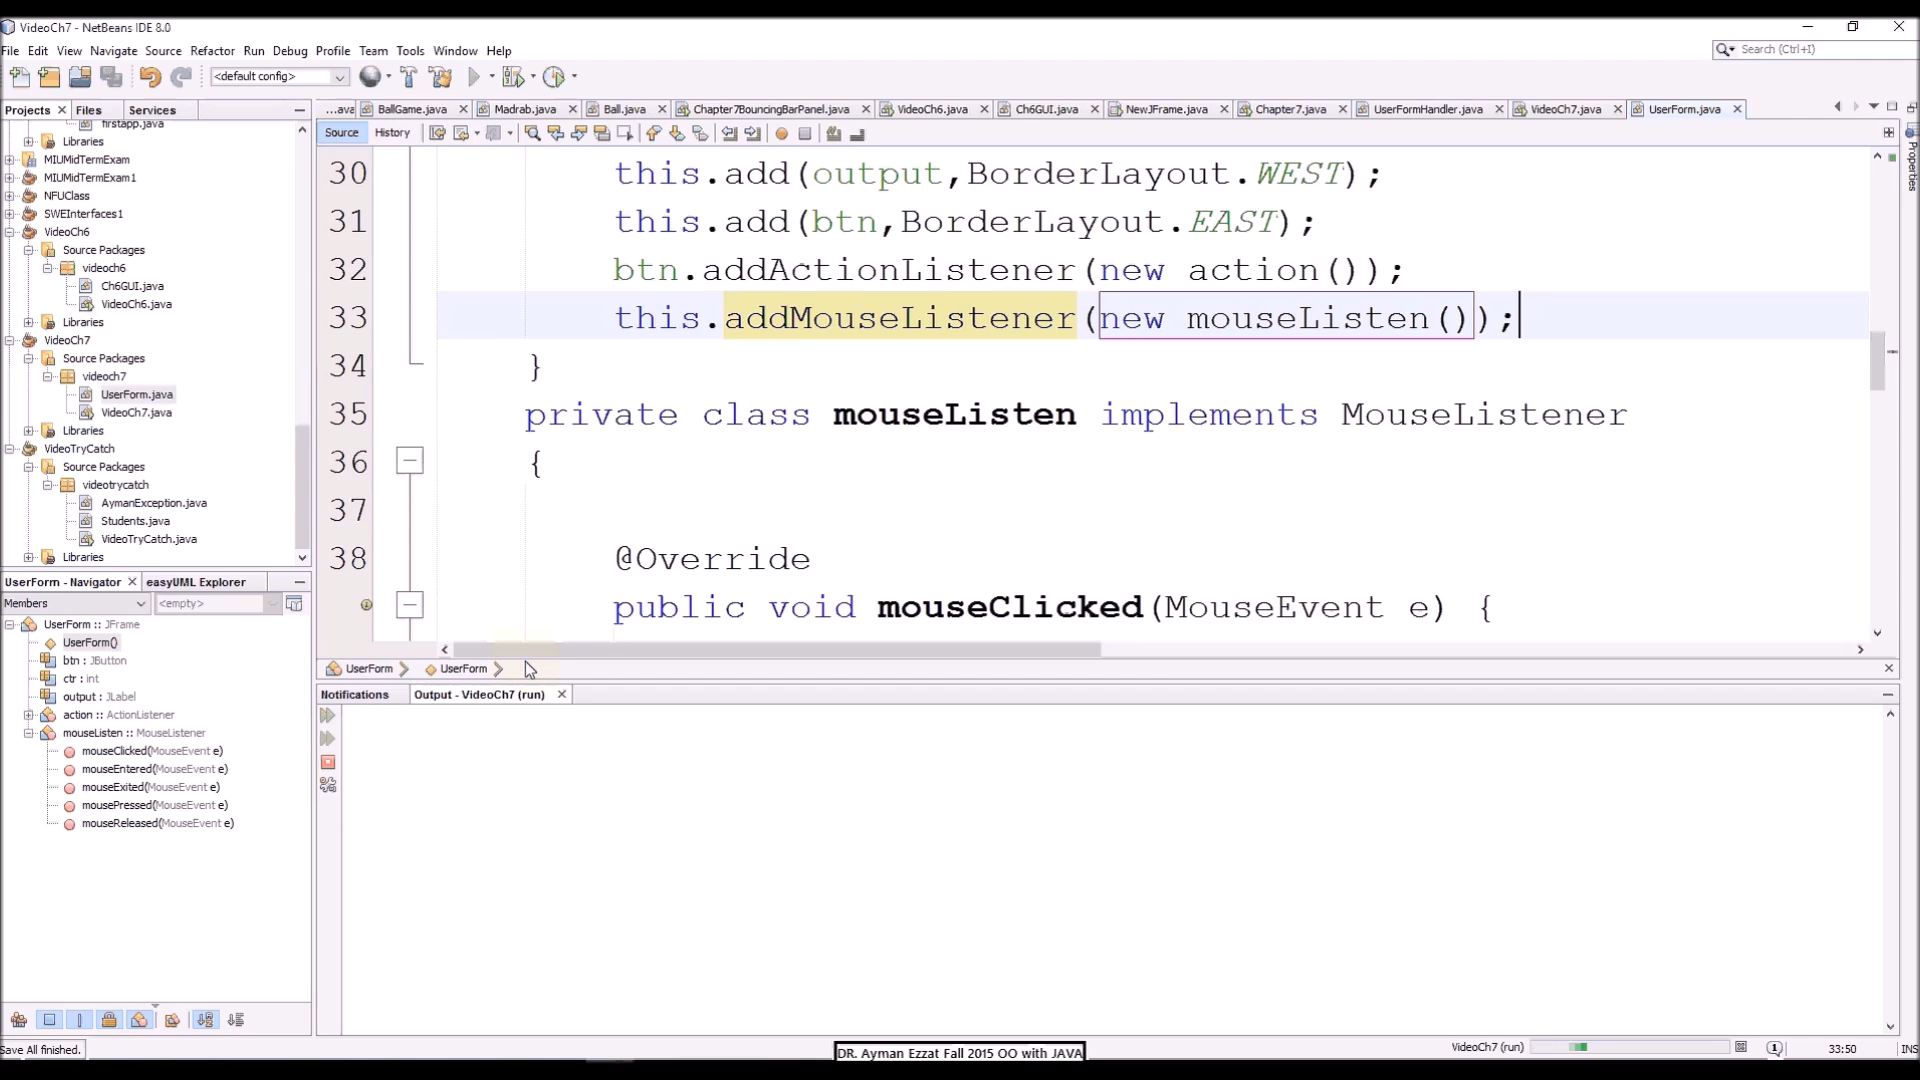 VideoCh7 - NetBeans IDE 8.0
File Edit View Navigate Source Refactor Run Debug Profile Team Tools Window Help
Search (Ctrl+I)
<default config>
Projects Files Services
...ava BallGame.java Madrab.java Ball.java Chapter7BouncingBarPanel.java VideoCh6.java Ch6GUI.java NewJFrame.java Chapter7.java UserFormHandler.java VideoCh7.java UserForm.java
Source History
firstapp.java
Libraries
MIUMidTermExam
MIUMidTermExam1
NFUClass
SWEInterfaces1
VideoCh6
Source Packages
videoch6
Ch6GUI.java
VideoCh6.java
Libraries
VideoCh7
Source Packages
videoch7
UserForm.java
VideoCh7.java
Libraries
VideoTryCatch
Source Packages
videotrycatch
AymanException.java
Students.java
VideoTryCatch.java
Libraries
30 this.add(output,BorderLayout.WEST);
31 this.add(btn,BorderLayout.EAST);
32 btn.addActionListener(new action());
33 this.addMouseListener(new mouseListen());
34 }
35 private class mouseListen implements MouseListener
36 {
37
38 @Override
public void mouseClicked(MouseEvent e) {
Properties
UserForm UserForm
UserForm - Navigator easyUML Explorer
Members <empty>
UserForm :: JFrame
UserForm()
btn : JButton
ctr : int
output : JLabel
action :: ActionListener
mouseListen :: MouseListener
mouseClicked(MouseEvent e)
mouseEntered(MouseEvent e)
mouseExited(MouseEvent e)
mousePressed(MouseEvent e)
mouseReleased(MouseEvent e)
Notifications Output - VideoCh7 (run)
Save All finished.
DR. Ayman Ezzat Fall 2015 OO with JAVA
VideoCh7 (run) 1 33:50 INS